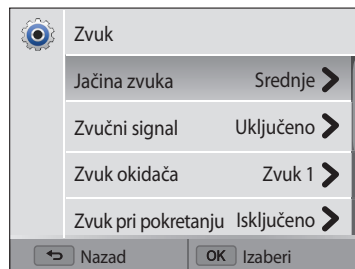 Zvuk
Jačina zvuka Srednje
Zvučni signal Uključeno
Zvuk okidača Zvuk 1
Zvuk pri pokretanju Isključeno
Nazad OK Izaberi